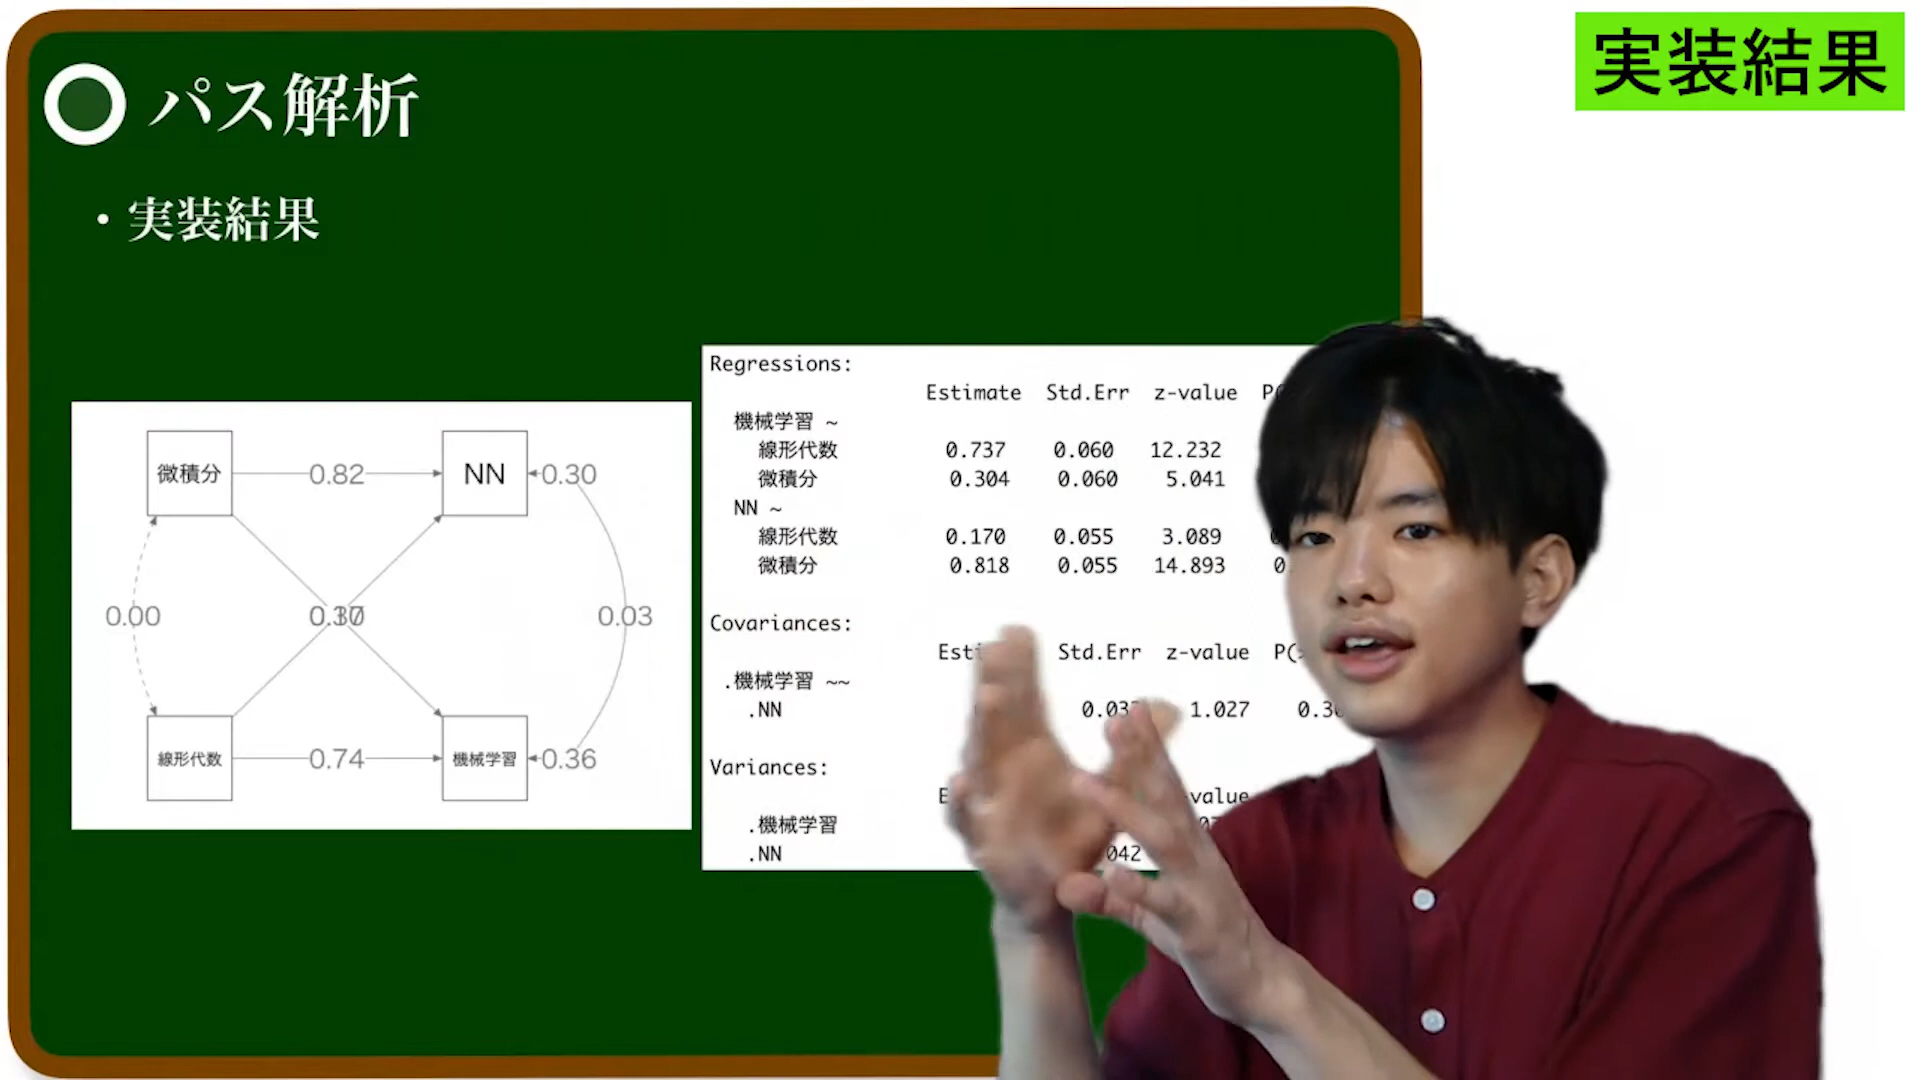 パス解析
実装結果
・実装結果
微積分
0.82
NN
0.30
0.00
0.03
線形代数
0.74
機械学習
0.36
Regressions:
Estimate Std.Err z-value
機械学習 ~
線形代数 0.737 0.060 12.232
微積分 0.304 0.060 5.041
NN ~
線形代数 0.170 0.055 3.089
微積分 0.818 0.055 14.893
Covariances:
Std.Err z-value
.機械学習 ~~
.NN 1.027
Variances:
.機械学習
.NN